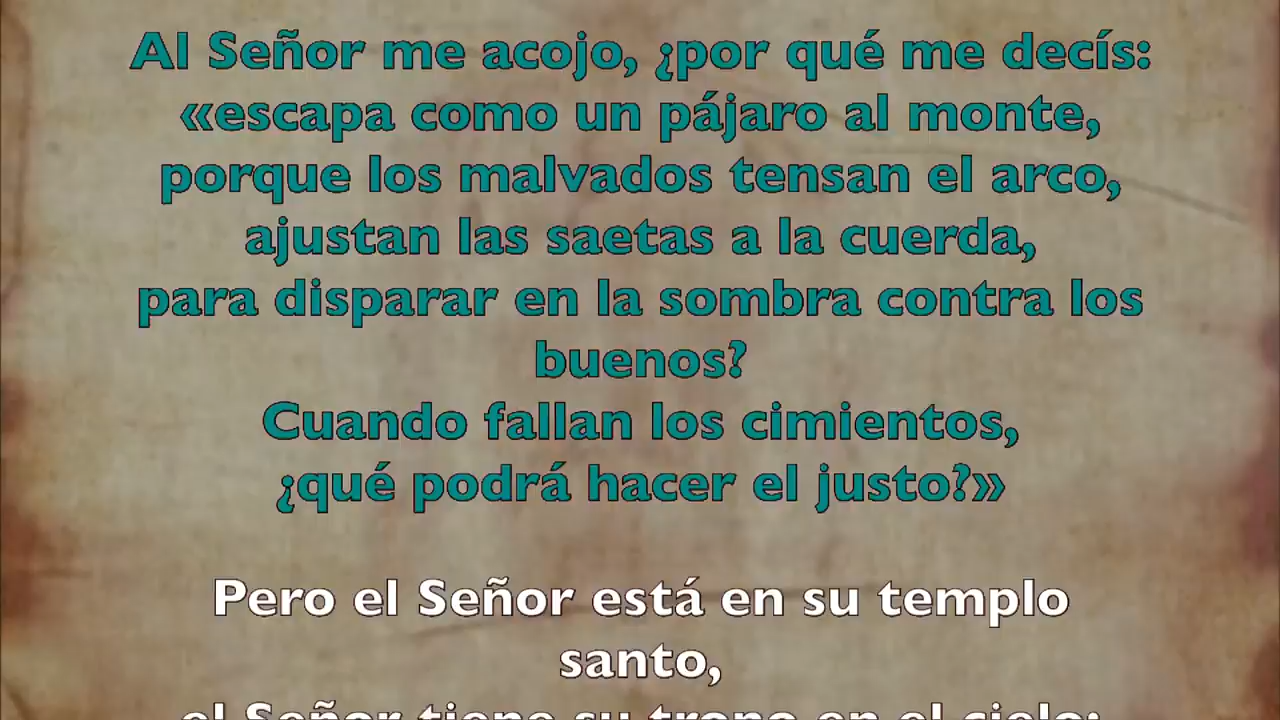 Al Señor me acojo, ¿por qué me decís:
«escapa como un pájaro al monte,
porque los malvados tensan el arco,
ajustan las saetas a la cuerda,
para disparar en la sombra contra los
buenos?
Cuando fallan los cimientos,
¿qué podrá hacer el justo?»
Pero el Señor está en su templo
santo,
el Señor tiene su trono en el cielo;